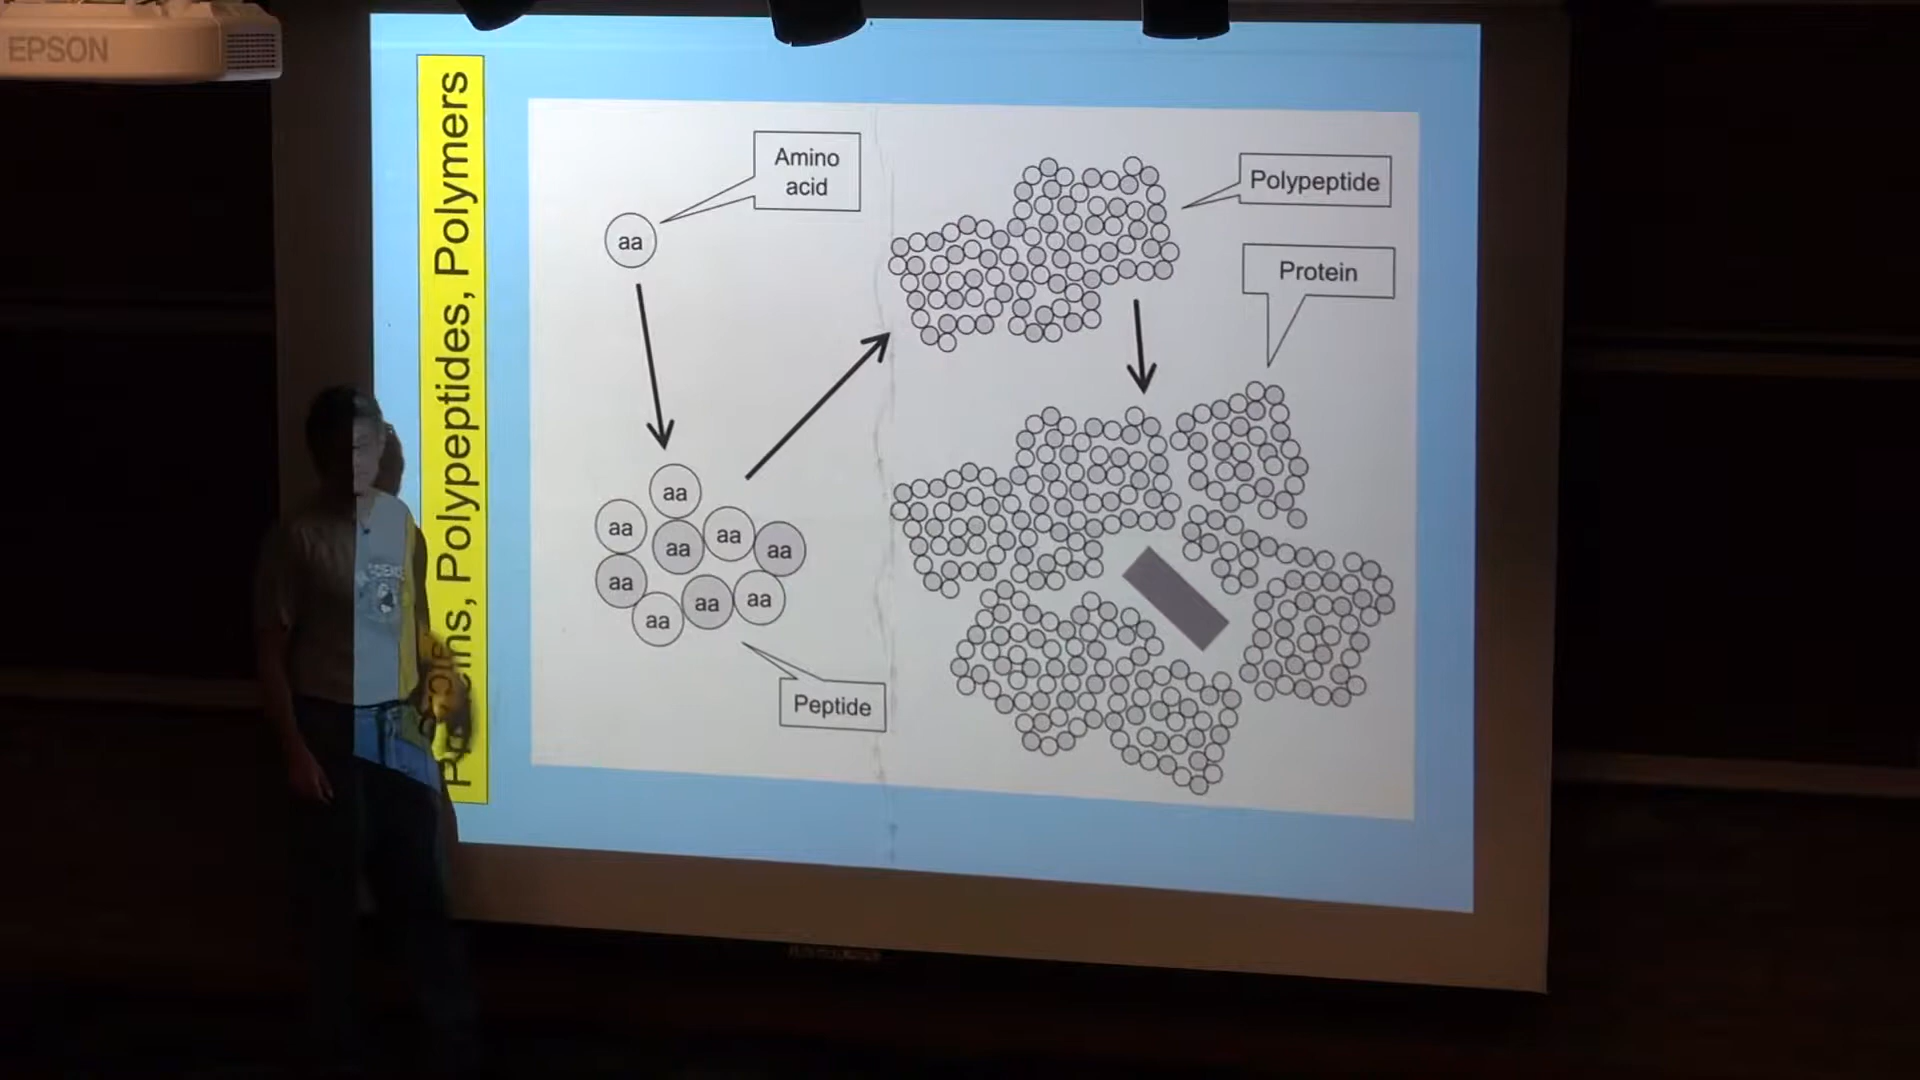 EPSON
Proteins, Polypeptides, Polymers
Amino
acid
aa
aa
aa
aa
aa
aa
aa
aa
aa
aa
Peptide
Polypeptide
Protein
SCIENCE